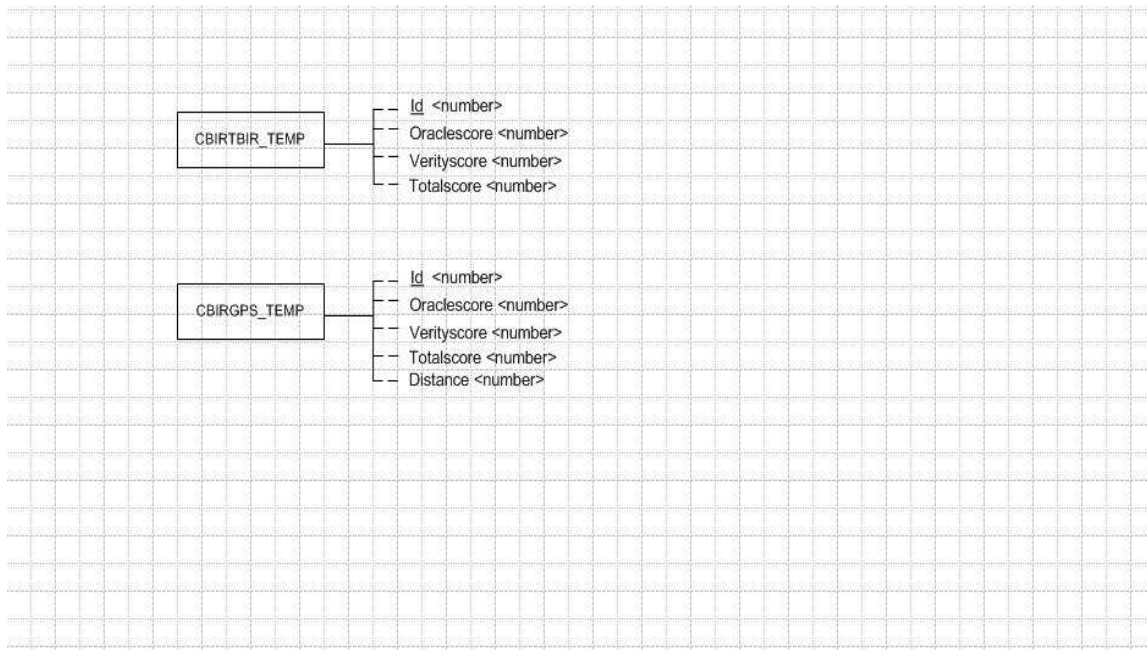 CBIRTBIR_TEMP
Id <number>
Oraclescore <number>
Verityscore <number>
Totalscore <number>
CBIRGPS_TEMP
Id <number>
Oraclescore <number>
Verityscore <number>
Totalscore <number>
Distance <number>